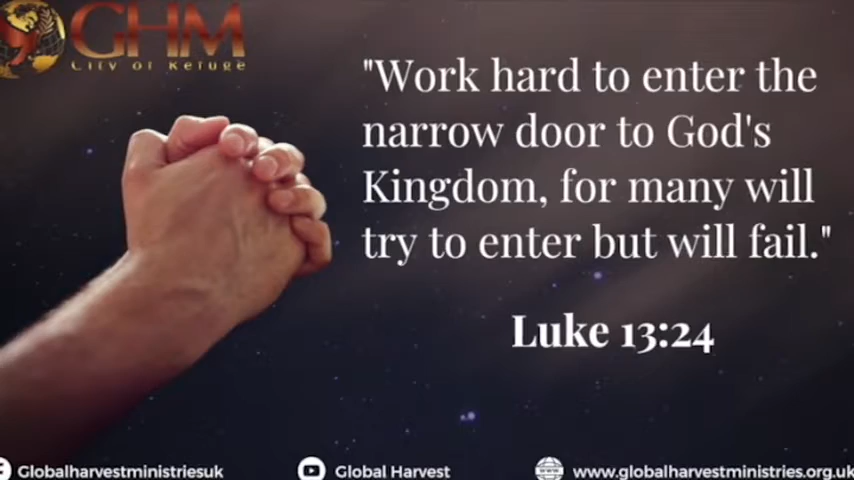 GHM
City of Refuge
"Work hard to enter the
narrow door to God's
Kingdom, for many will
try to enter but will fail."
Luke 13:24
Globalharvestministriesuk
Global Harvest
www.globalharvestministries.org.uk